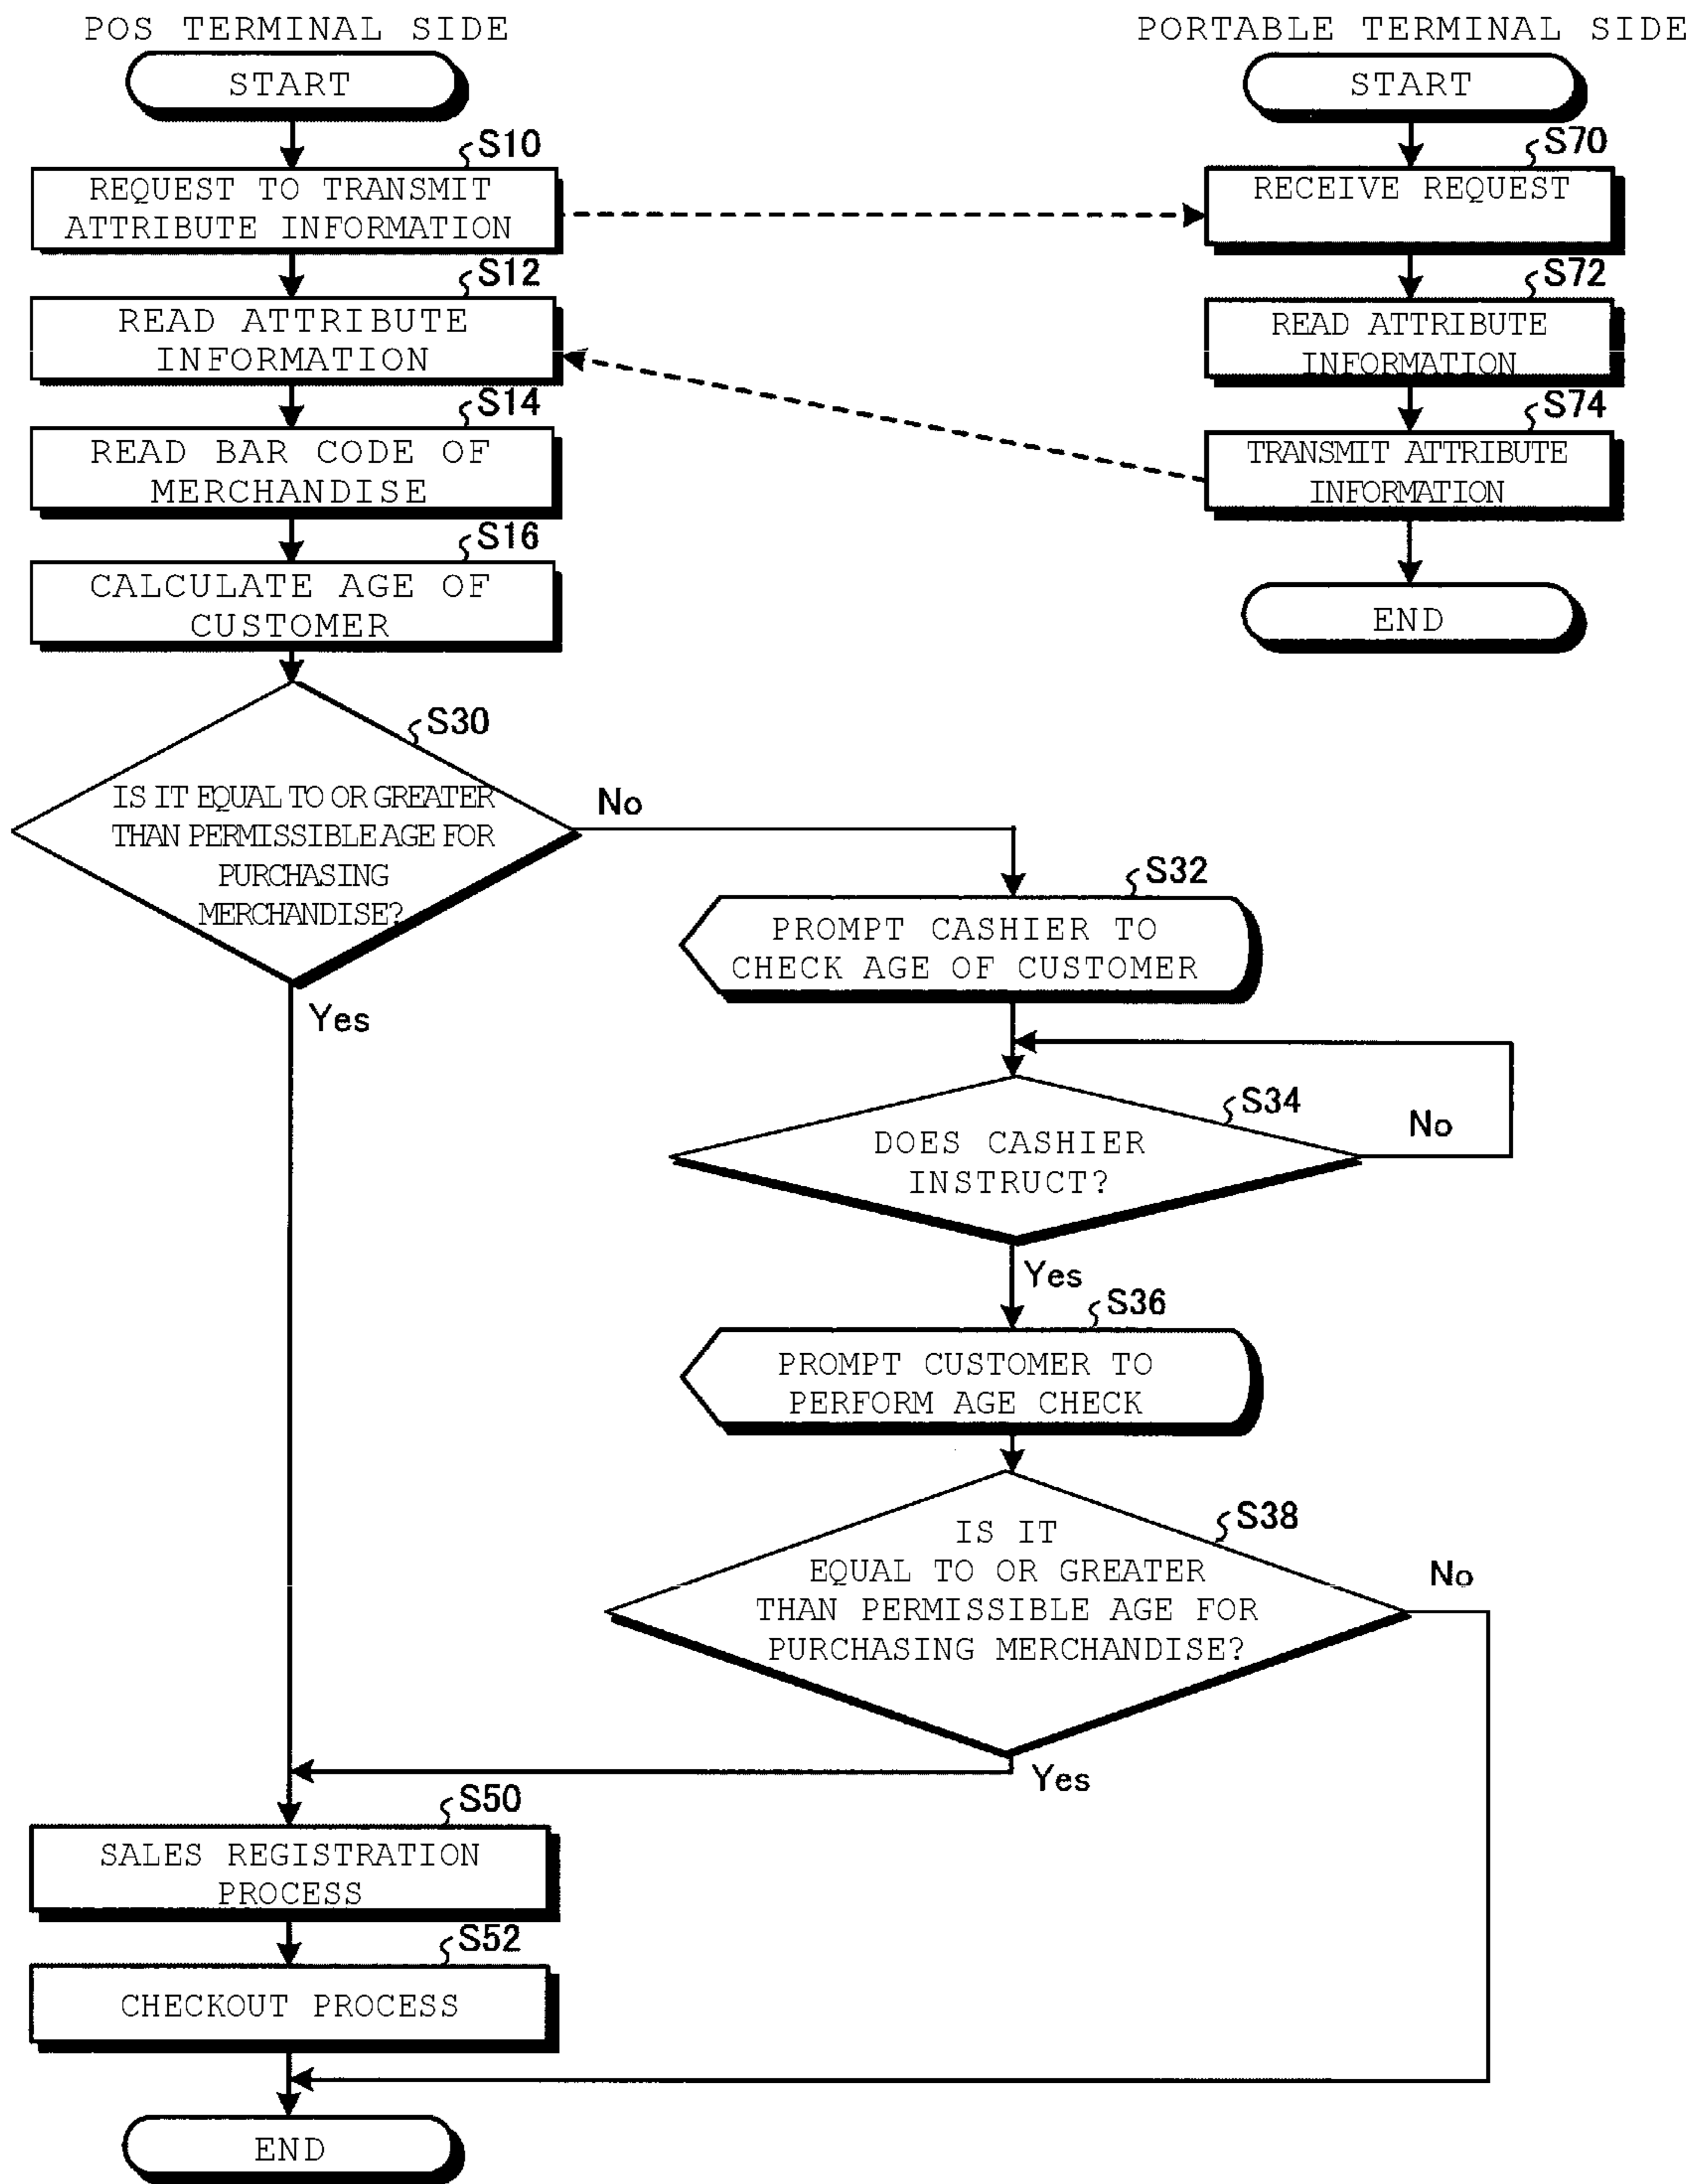 POS TERMINAL SIDE
START
S10
REQUEST TO TRANSMIT
ATTRIBUTE INFORMATION
S12
READ ATTRIBUTE
INFORMATION
S14
READ BAR CODE OF
MERCHANDISE
S16
CALCULATE AGE OF
CUSTOMER
S30
IS IT EQUAL TO OR GREATER
THAN PERMISSIBLE AGE FOR
PURCHASING
MERCHANDISE?
No
Yes
S32
PROMPT CASHIER TO
CHECK AGE OF CUSTOMER
S34
DOES CASHIER
INSTRUCT?
No
Yes
S36
PROMPT CUSTOMER TO
PERFORM AGE CHECK
S38
IS IT
EQUAL TO OR GREATER
THAN PERMISSIBLE AGE FOR
PURCHASING MERCHANDISE?
No
Yes
S50
SALES REGISTRATION
PROCESS
S52
CHECKOUT PROCESS
END
PORTABLE TERMINAL SIDE
START
S70
RECEIVE REQUEST
S72
READ ATTRIBUTE
INFORMATION
S74
TRANSMIT ATTRIBUTE
INFORMATION
END